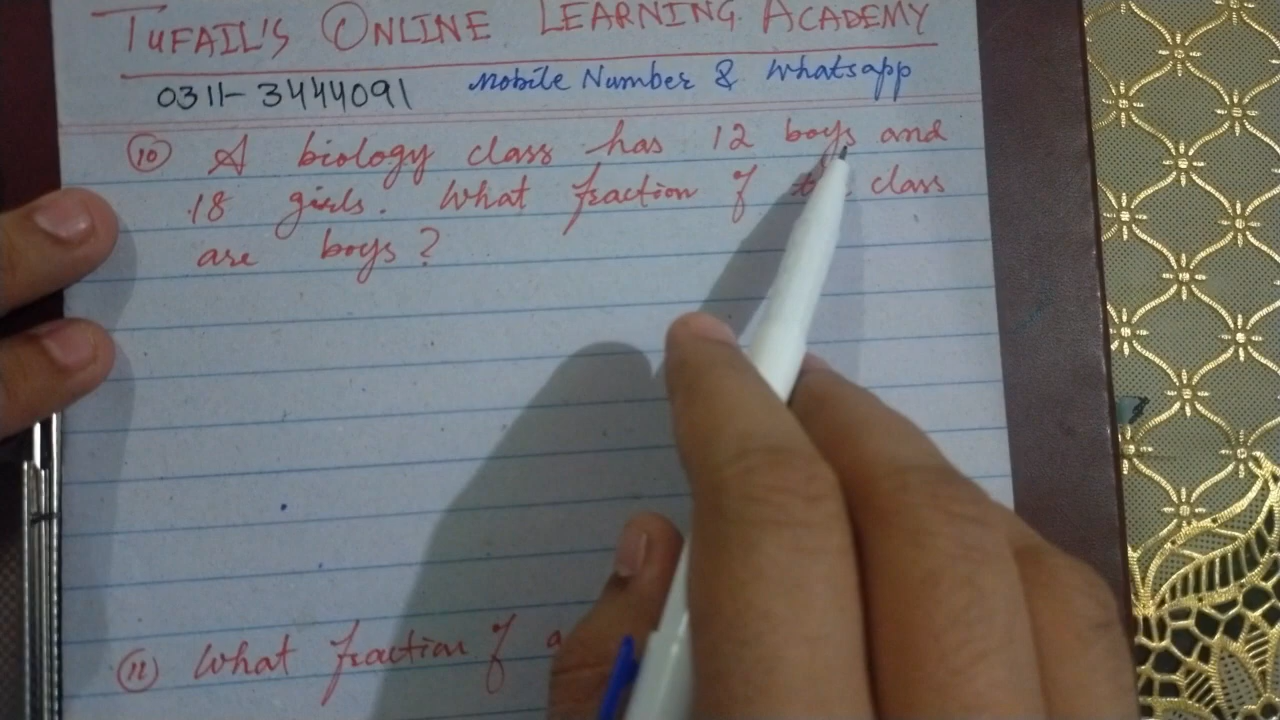 TUFAIL'S ONLINE LEARNING ACADEMY
0311-3444091 Mobile Number & Whatsapp
10 A biology class has 12 boys and
18 girls. What fraction of class
are boys?
11 What fraction of a